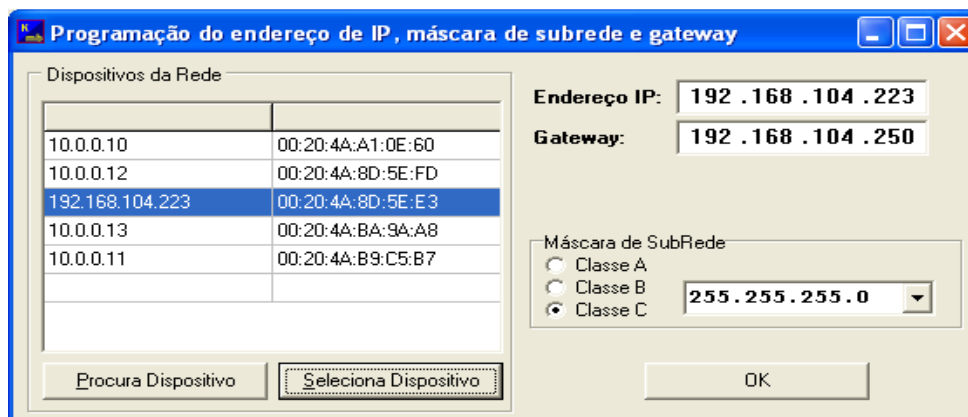 Programação do endereço de IP, máscara de subrede e gateway
Dispositivos da Rede
10.0.0.10 00:20:4A:A1:0E:60
10.0.0.12 00:20:4A:8D:5E:FD
192.168.104.223 00:20:4A:8D:5E:E3
10.0.0.13 00:20:4A:BA:9A:A8
10.0.0.11 00:20:4A:B9:C5:B7
Procura Dispositivo Seleciona Dispositivo
Endereço IP: 192 .168 .104 .223
Gateway: 192 .168 .104 .250
Máscara de SubRede
Classe A
Classe B
Classe C
255.255.255.0
OK